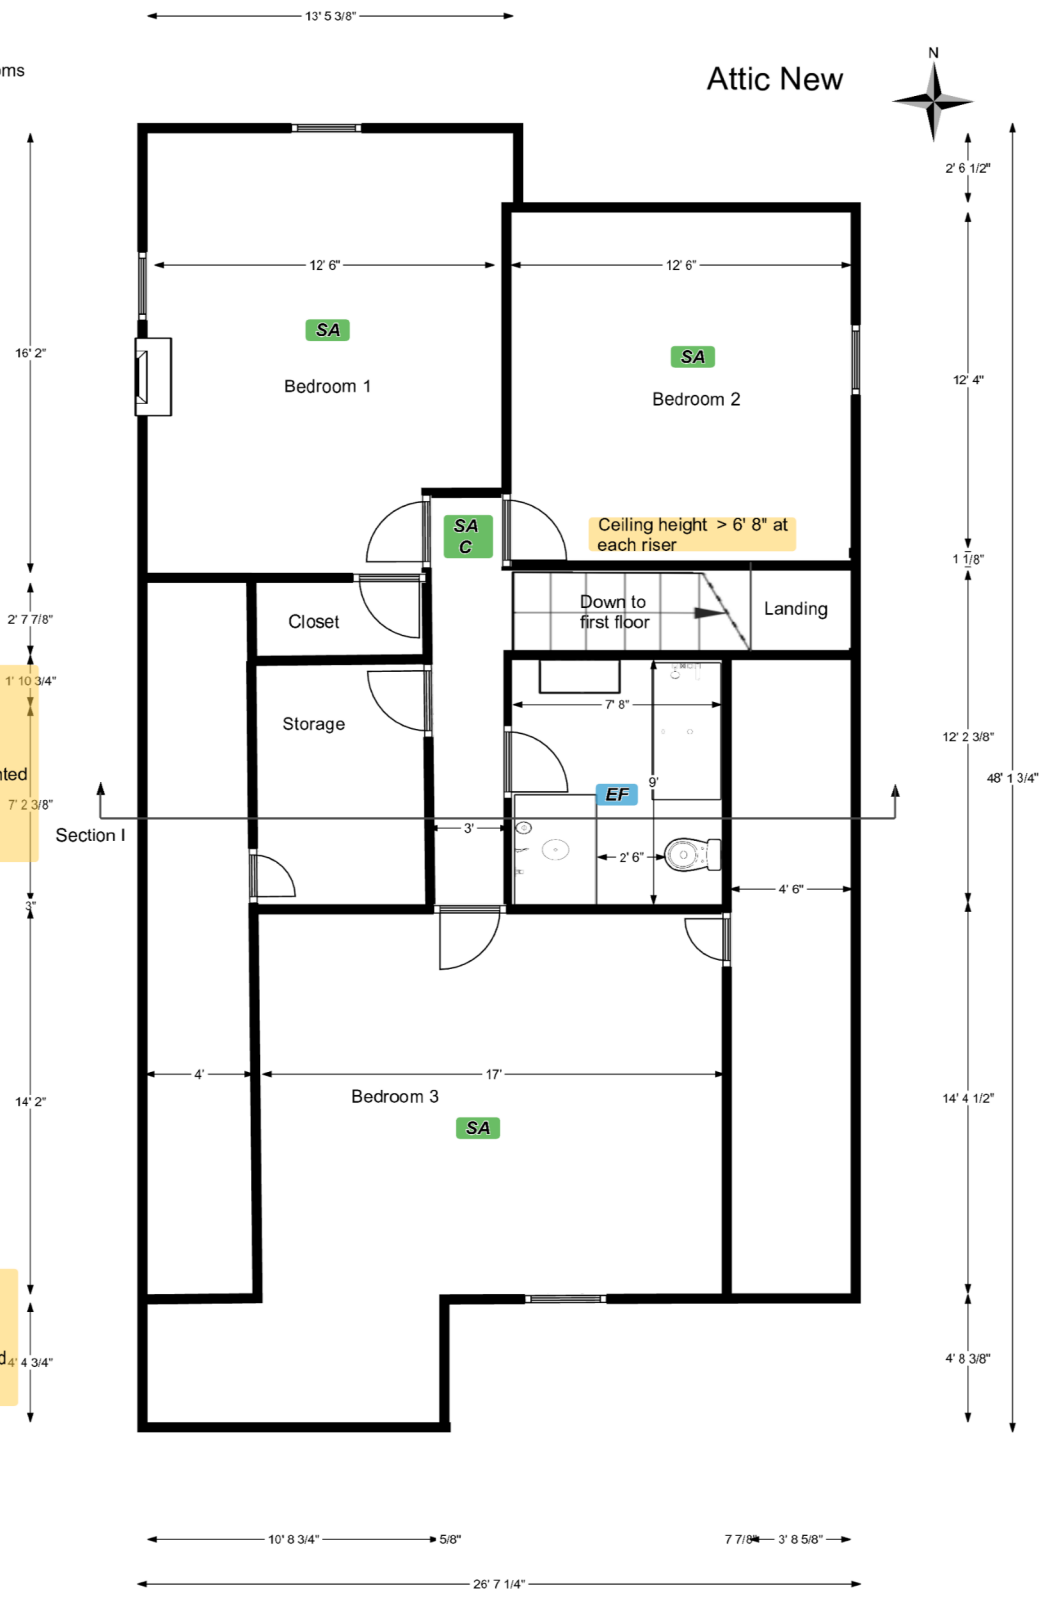 13' 5 3/8"
N
oms
Attic New
2' 6 1/2"
12' 6"
12' 6"
SA
SA
16' 2"
Bedroom 1
12' 4"
Bedroom 2
SA
C
Ceiling height > 6' 8" at
each riser
1 1/8"
Down to
first floor
Landing
2' 7 7/8"
Closet
1' 10 3/4"
7' 8"
Storage
12' 2 3/8"
nted
9'
48' 1 3/4"
EF
7' 2 3/8"
3'
Section I
2' 6"
4' 6"
3"
4'
17'
Bedroom 3
14' 2"
14' 4 1/2"
SA
d
4' 4 3/4"
4' 8 3/8"
10' 8 3/4"
5/8"
7 7/8"
3' 8 5/8"
26' 7 1/4"